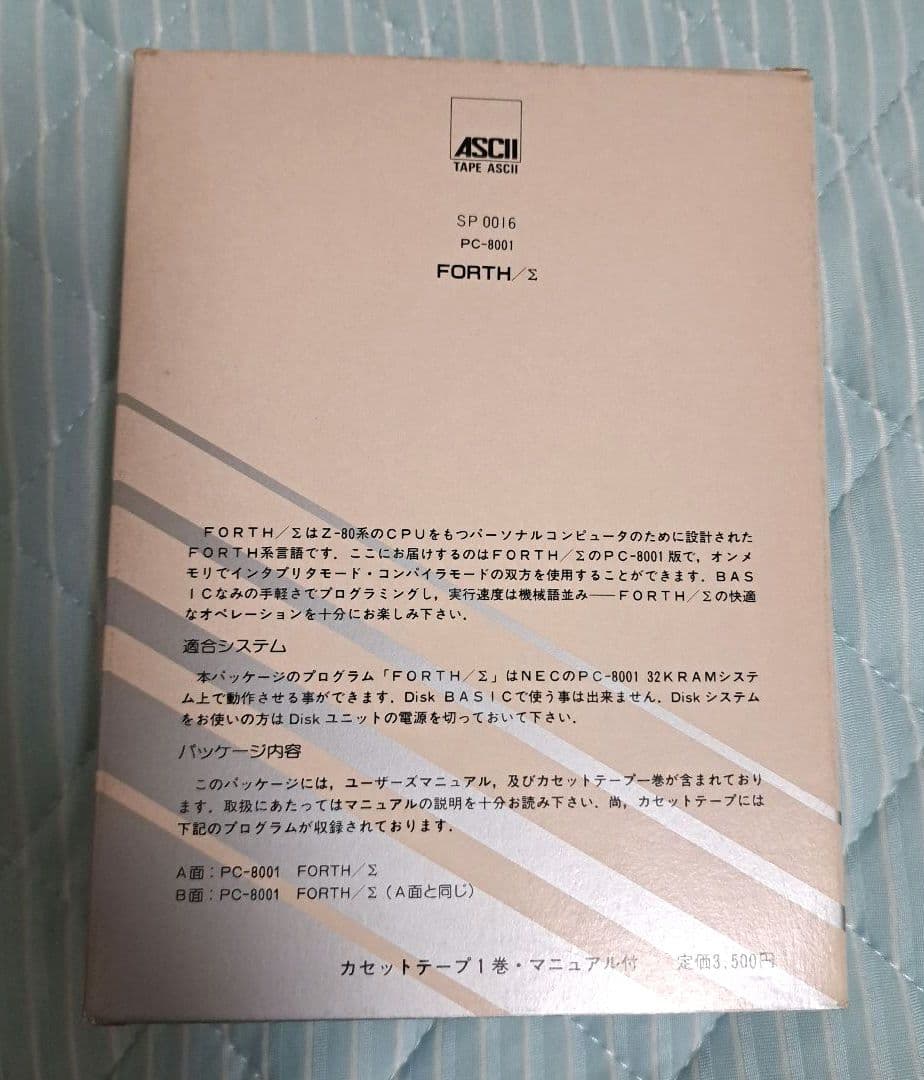 ASCII
TAPE ASCII
SP 0016
PC-8001
FORTH／Σ
FORTH／ΣはZ-80系のCPUをもつパーソナルコンピュータのために設計された
FORTH系言語です．ここにお届けするのはFORTH／ΣのPC-8001版で，オンメ
モリでインタプリタモード・コンパイラモードの双方を使用することができます．BAS
ICなみの手軽さでプログラミングし，実行速度は機械語並み――FORTH／Σの快適
なオペレーションを十分にお楽しみ下さい．
適合システム
本パッケージのプログラム「FORTH／Σ」はNECのPC-8001 32KRAMシステ
ム上で動作させる事ができます．Disk BASICで使う事は出来ません．Diskシステム
をお使いの方はDiskユニットの電源を切っておいて下さい．
パッケージ内容
このパッケージには，ユーザーズマニュアル，及びカセットテープ一巻が含まれており
ます．取扱にあたってはマニュアルの説明を十分お読み下さい．尚，カセットテープには
下記のプログラムが収録されております．
A面：PC-8001 FORTH／Σ
B面：PC-8001 FORTH／Σ（A面と同じ）
カセットテープ1巻・マニュアル付 定価3,500円